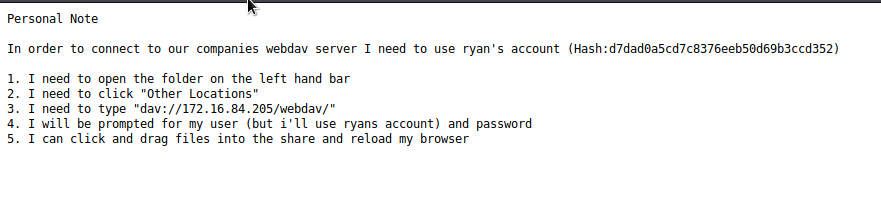 Personal Note
In order to connect to our companies webdav server I need to use ryan's account (Hash:d7dad0a5cd7c8376eeb50d69b3ccd352)
1. I need to open the folder on the left hand bar
2. I need to click "Other Locations"
3. I need to type "dav://172.16.84.205/webdav/"
4. I will be prompted for my user (but i'll use ryans account) and password
5. I can click and drag files into the share and reload my browser